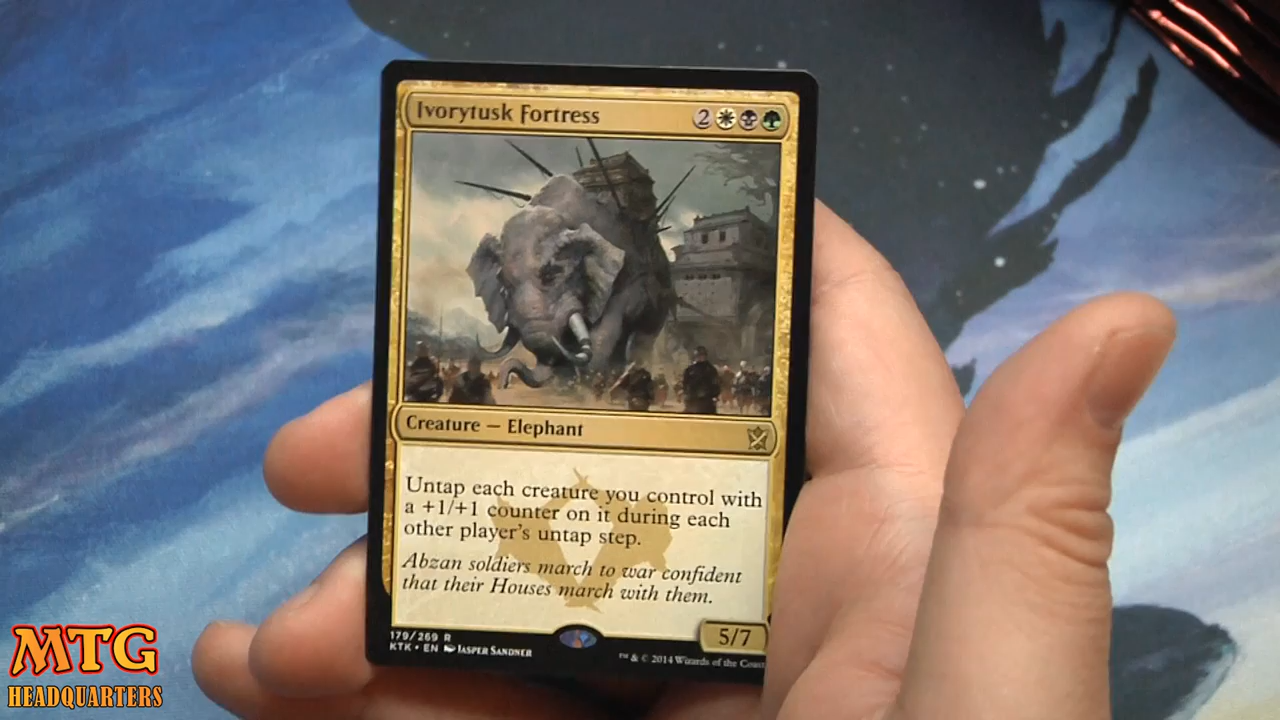 Ivorytusk Fortress 2
Creature — Elephant
Untap each creature you control with
a +1/+1 counter on it during each
other player's untap step.
Abzan soldiers march to war confident
that their Houses march with them.
5/7
179/269 R
KTK • EN JASPER SANDNER
™ & © 2014 Wizards of the Coast
MTG
HEADQUARTERS